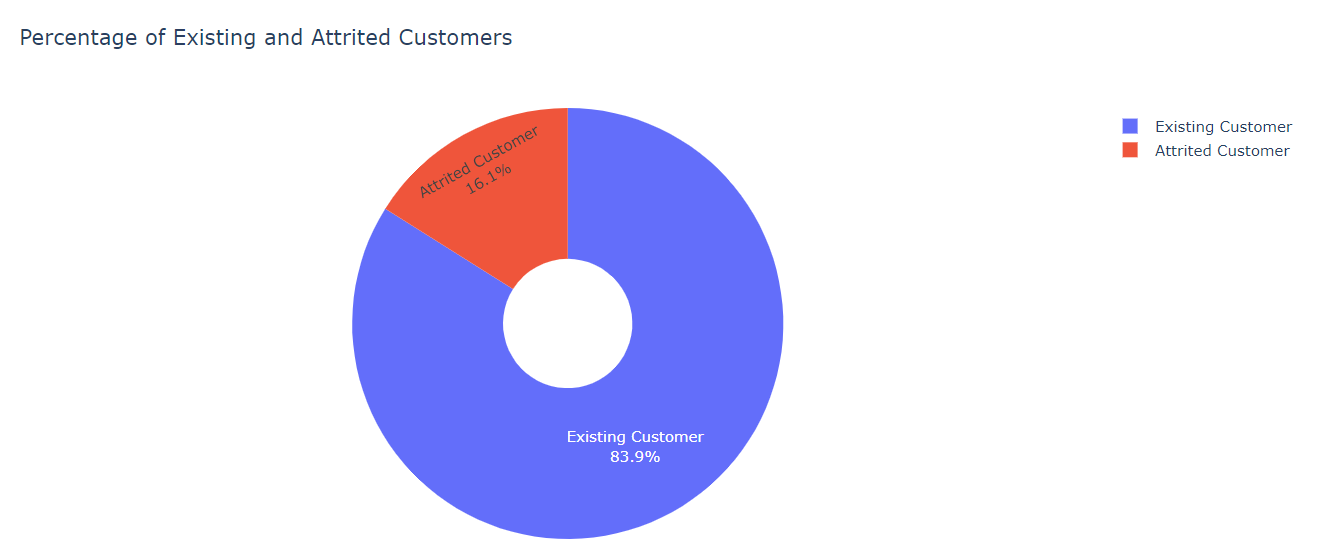 Percentage of Existing and Attrited Customers
Existing Customer
Attrited Customer
Attrited Customer
16.1%
Existing Customer
83.9%